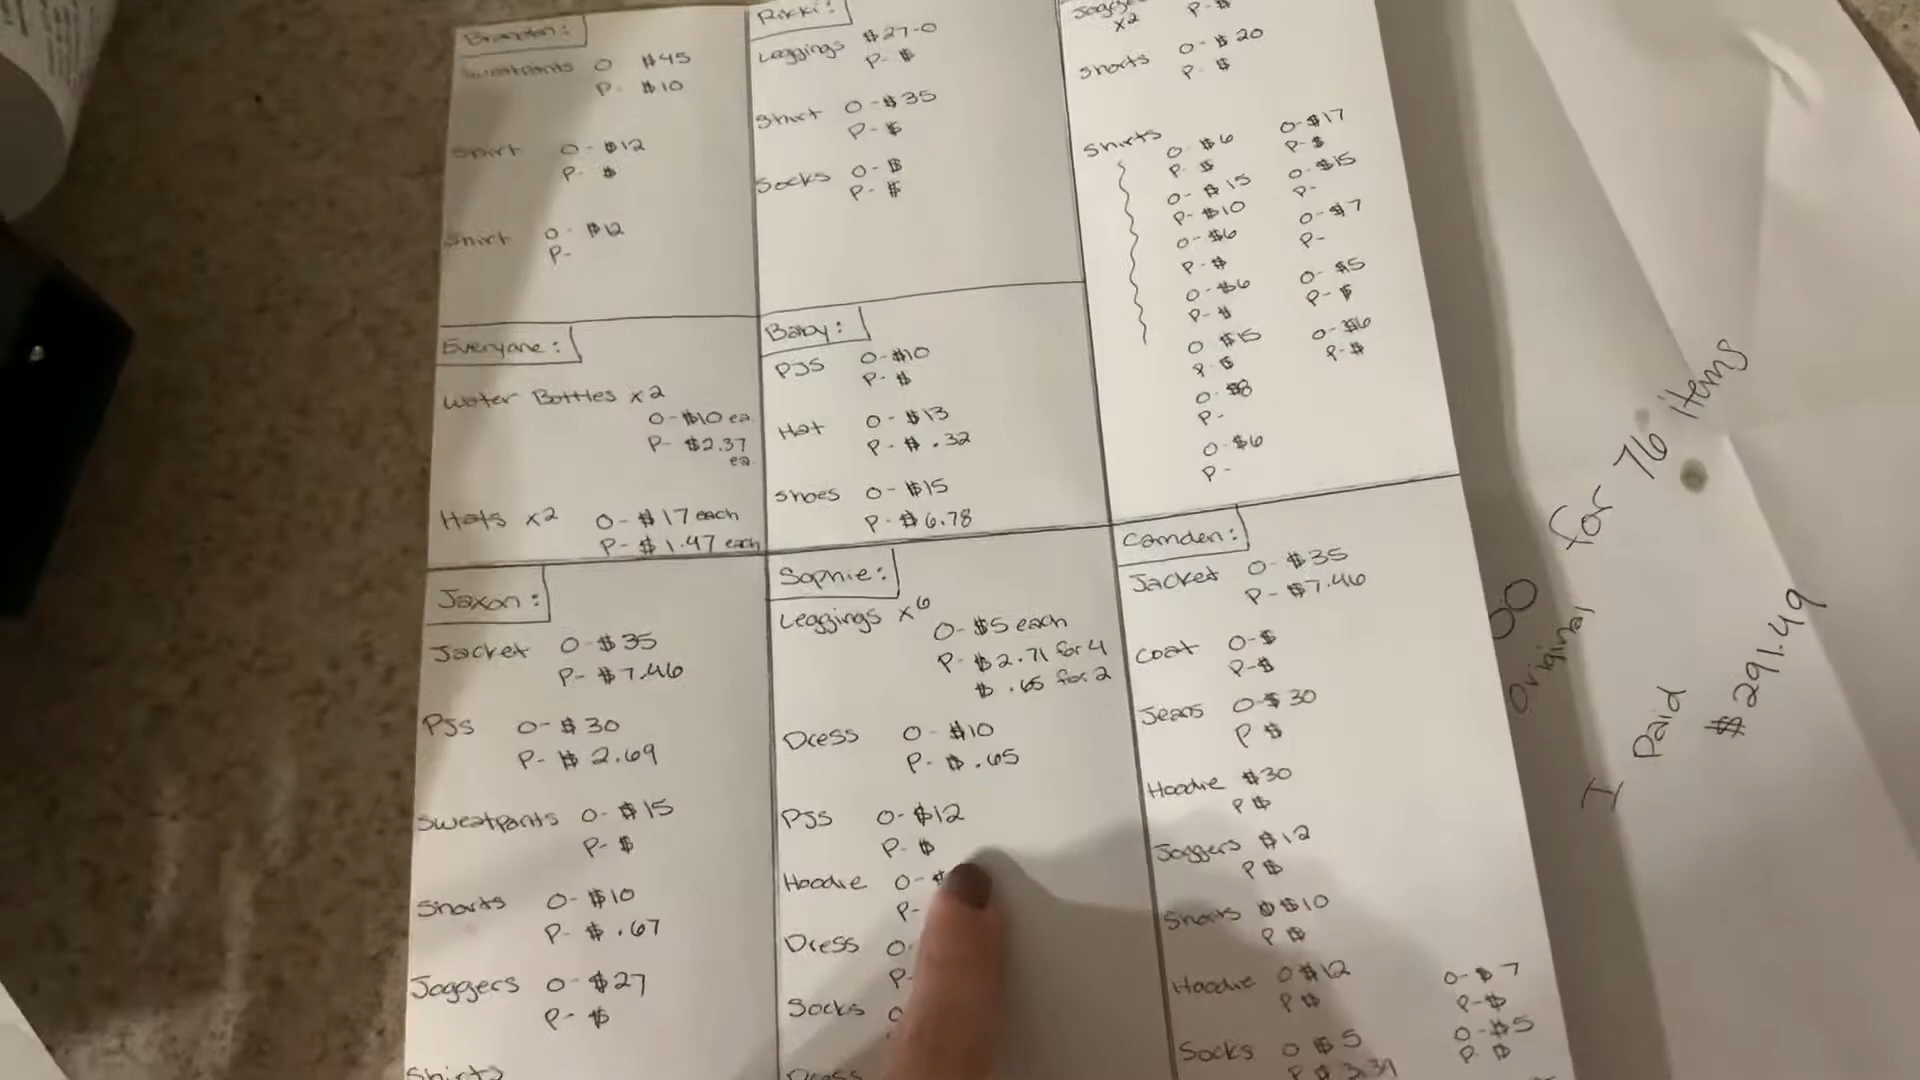 Brandon:
Sweatpants O $45
P- $10
Shirt O- $12
P- $
Shirt O- $12
P-
Rikki:
Leggings $27-O
P- $
Shirt O-$35
P- $
Socks O- $
P- $
Joggers
x2 P- $
Shorts O- $20
P- $
Shirts O $6
P $
O- $15
P- $10
O- $6
P- $
O- $6
P- $
O $15
P. $
O- $8
P-
O- $6
P-
O-$17
P- $
O-$15
P-
O-$7
P-
O- $5
P- $
O-$6
P-$
Everyone:
Water Bottles x2
O-$10 ea
P- $2.37
ea
Hats x2 O- $17 each
P- $1.47 each
Baby:
PJS O-$10
P- $
Hat O- $13
P- $ .32
Shoes O- $15
P- $6.78
Jaxon:
Jacket O- $35
P- $7.46
PJS O- $30
P- $2.69
Sweatpants O- $15
P- $
Shorts O- $10
P- $ .67
Joggers O- $27
P- $
Shirts
Sophie:
Leggings x6
O- $5 each
P- $2.71 for 4
$ .65 for 2
Dress O- $10
P- $.65
PJS O-$12
P- $
Hoodie O- $
P-
Dress O-
P-
Socks O
Dress
Camden:
Jacket O- $35
P- $7.46
Coat O-$
P-$
Jeans O-$30
P $
Hoodie $30
P $
Joggers $12
P $
Shorts $10
P $
Hoodie O $12
P $
Socks O $5
P $
O-$7
P-$
O-$5
P $
00
Original
for 76 items
I Paid
$291.49